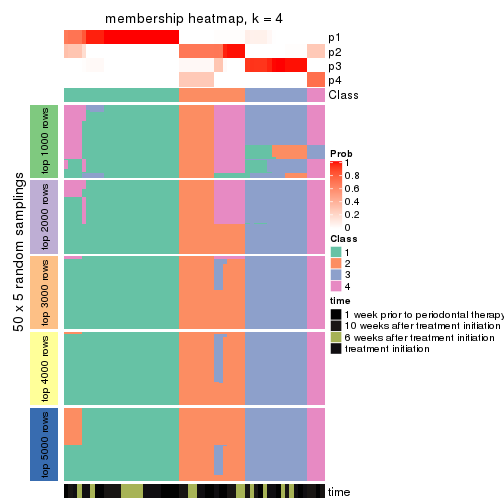 membership heatmap, k = 4
p1
p2
p3
p4
Class
50 x 5 random samplings
top 1000 rows
top 2000 rows
top 3000 rows
top 4000 rows
top 5000 rows
time
Prob
1
0.8
0.6
0.4
0.2
0
Class
1
2
3
4
time
1 week prior to periodontal therapy
10 weeks after treatment initiation
6 weeks after treatment initiation
treatment initiation